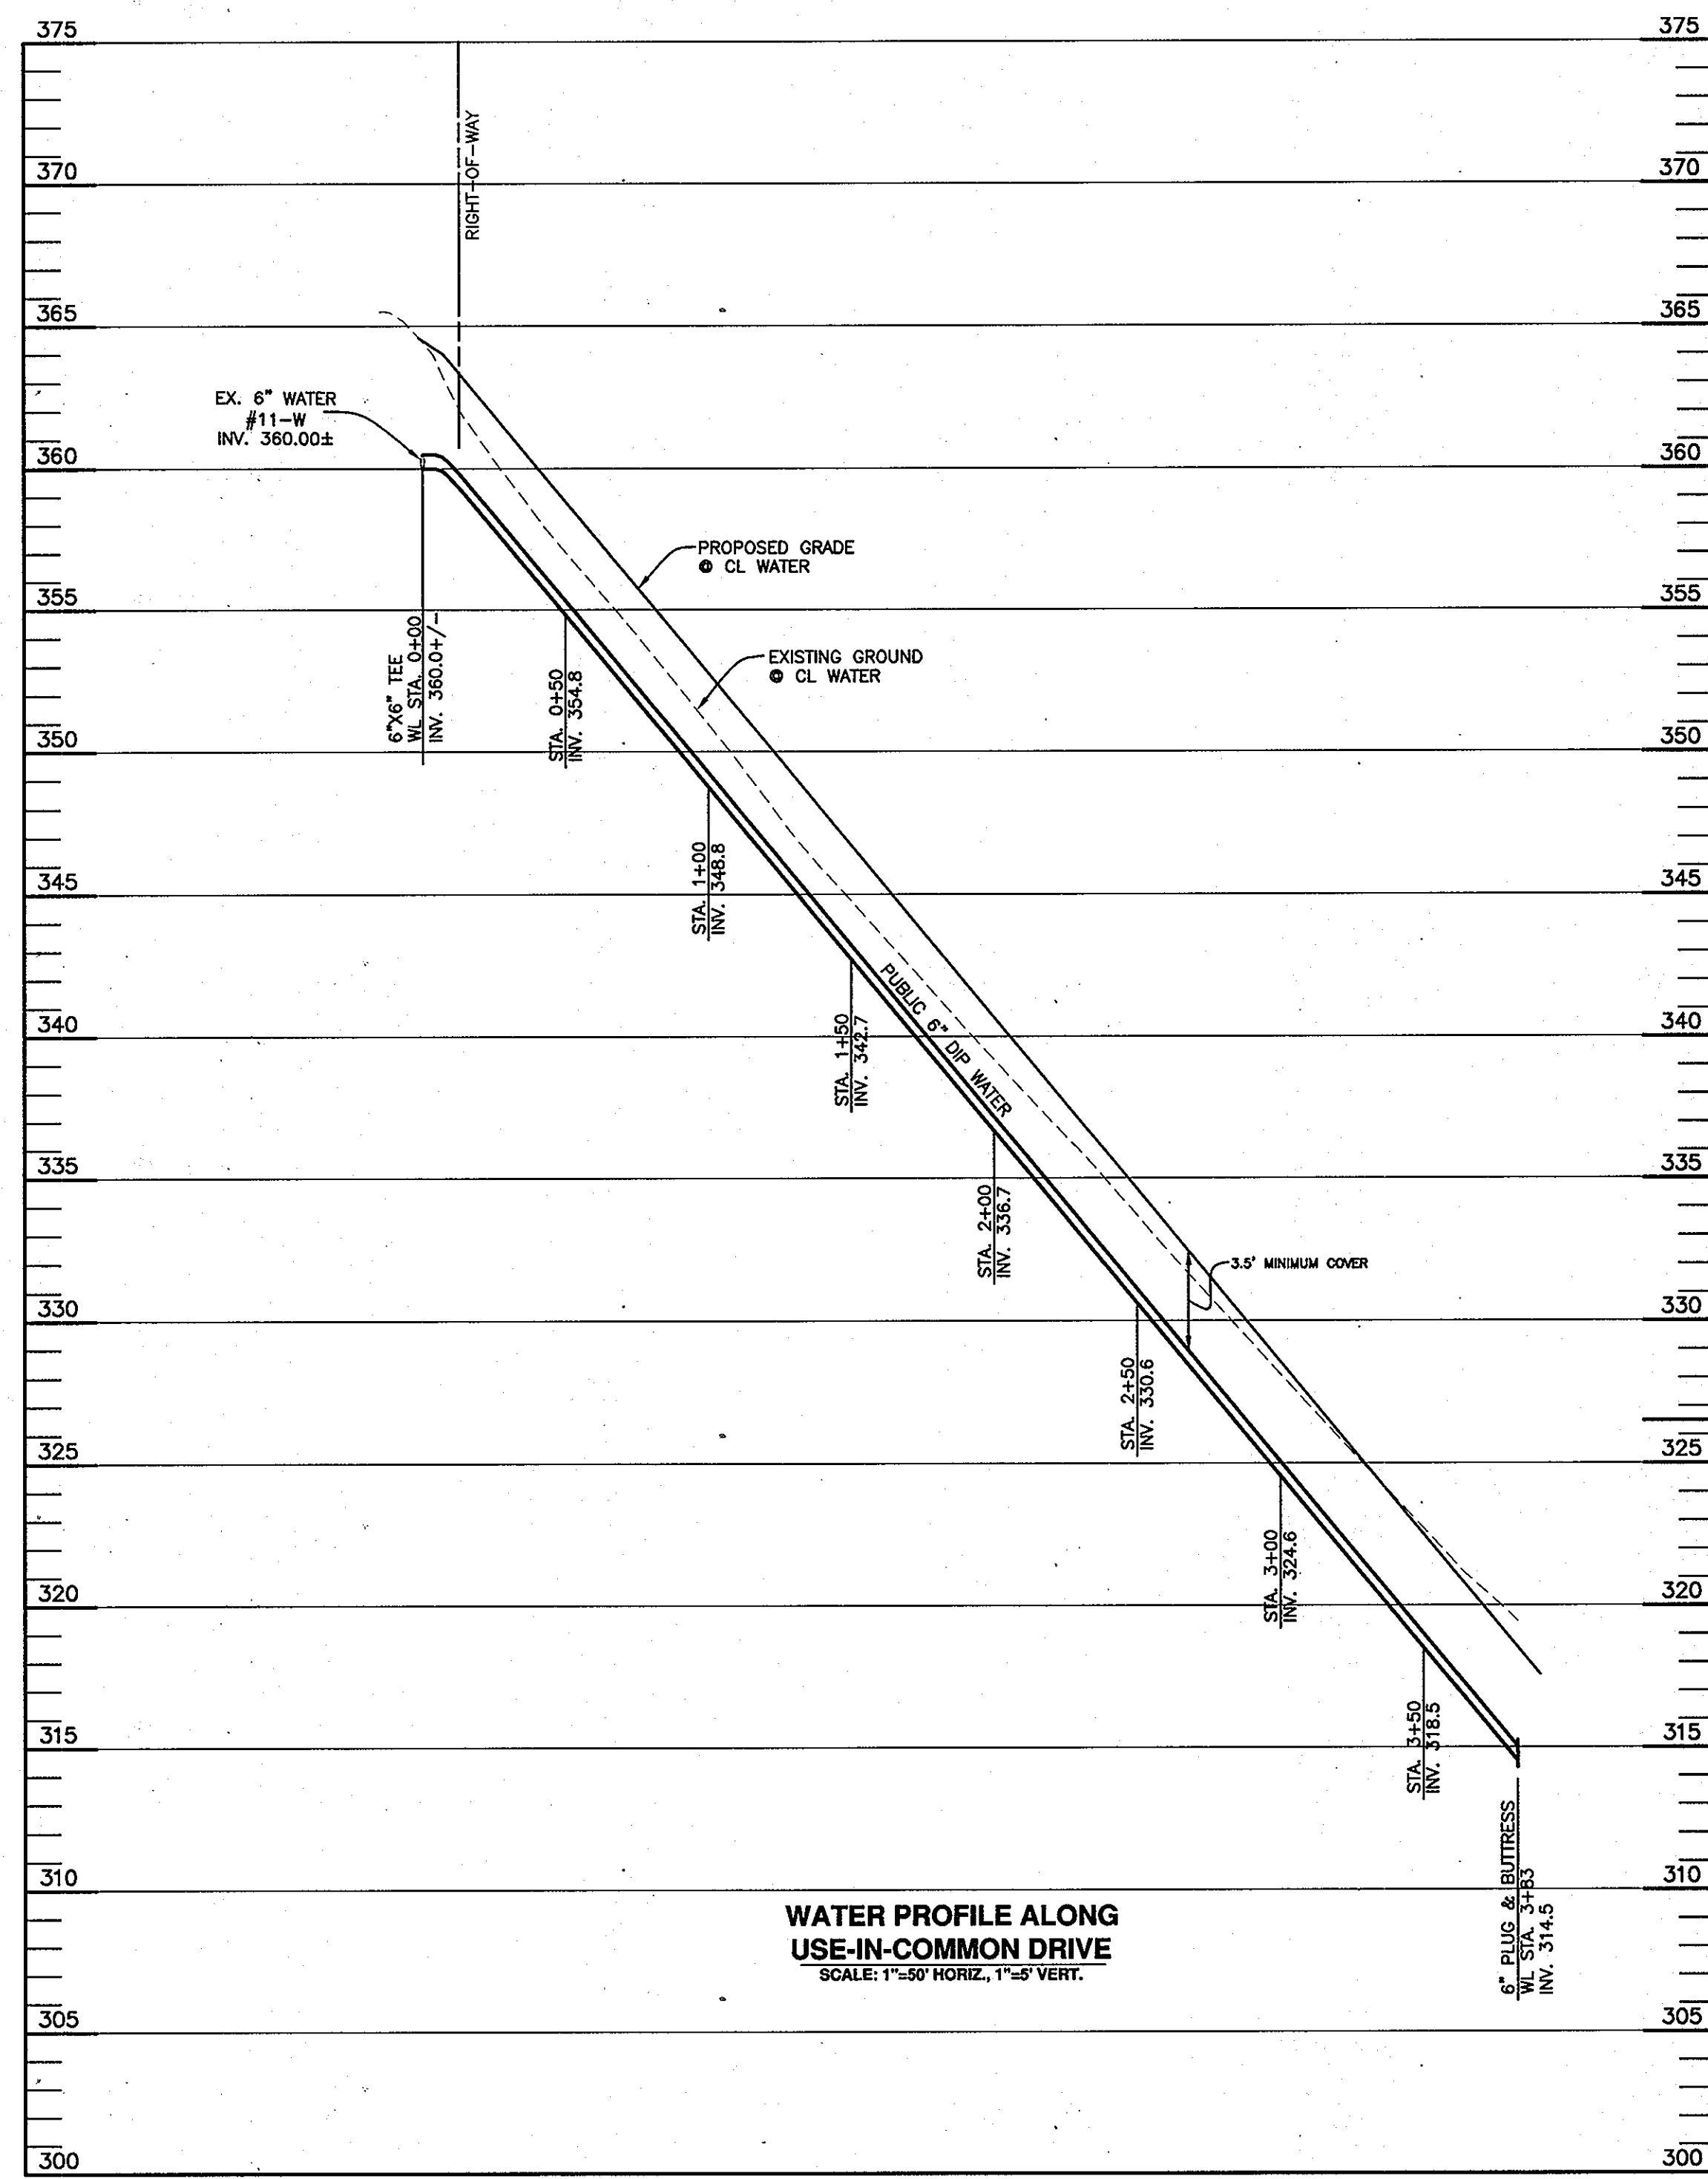 375
375
370
370
365
365
360
360
355
355
350
350
345
345
340
340
335
335
330
330
325
325
320
320
315
315
310
310
305
305
300
300
RIGHT-OF-WAY
EX. 6" WATER
#11-W
INV. 360.00±
PROPOSED GRADE
@ CL WATER
EXISTING GROUND
@ CL WATER
6"X6" TEE
WL STA. 0+00
INV. 360.0+/-
STA. 0+50
INV. 354.8
STA. 1+00
INV. 348.8
STA. 1+50
INV. 342.7
PUBLIC 6" DIP WATER
STA. 2+00
INV. 336.7
3.5' MINIMUM COVER
STA. 2+50
INV. 330.6
STA. 3+00
INV. 324.6
STA. 3+50
INV. 318.5
6" PLUG & BUTTRESS
WL STA. 3+83
INV. 314.5
WATER PROFILE ALONG
USE-IN-COMMON DRIVE
SCALE: 1"=50' HORIZ., 1"=5' VERT.